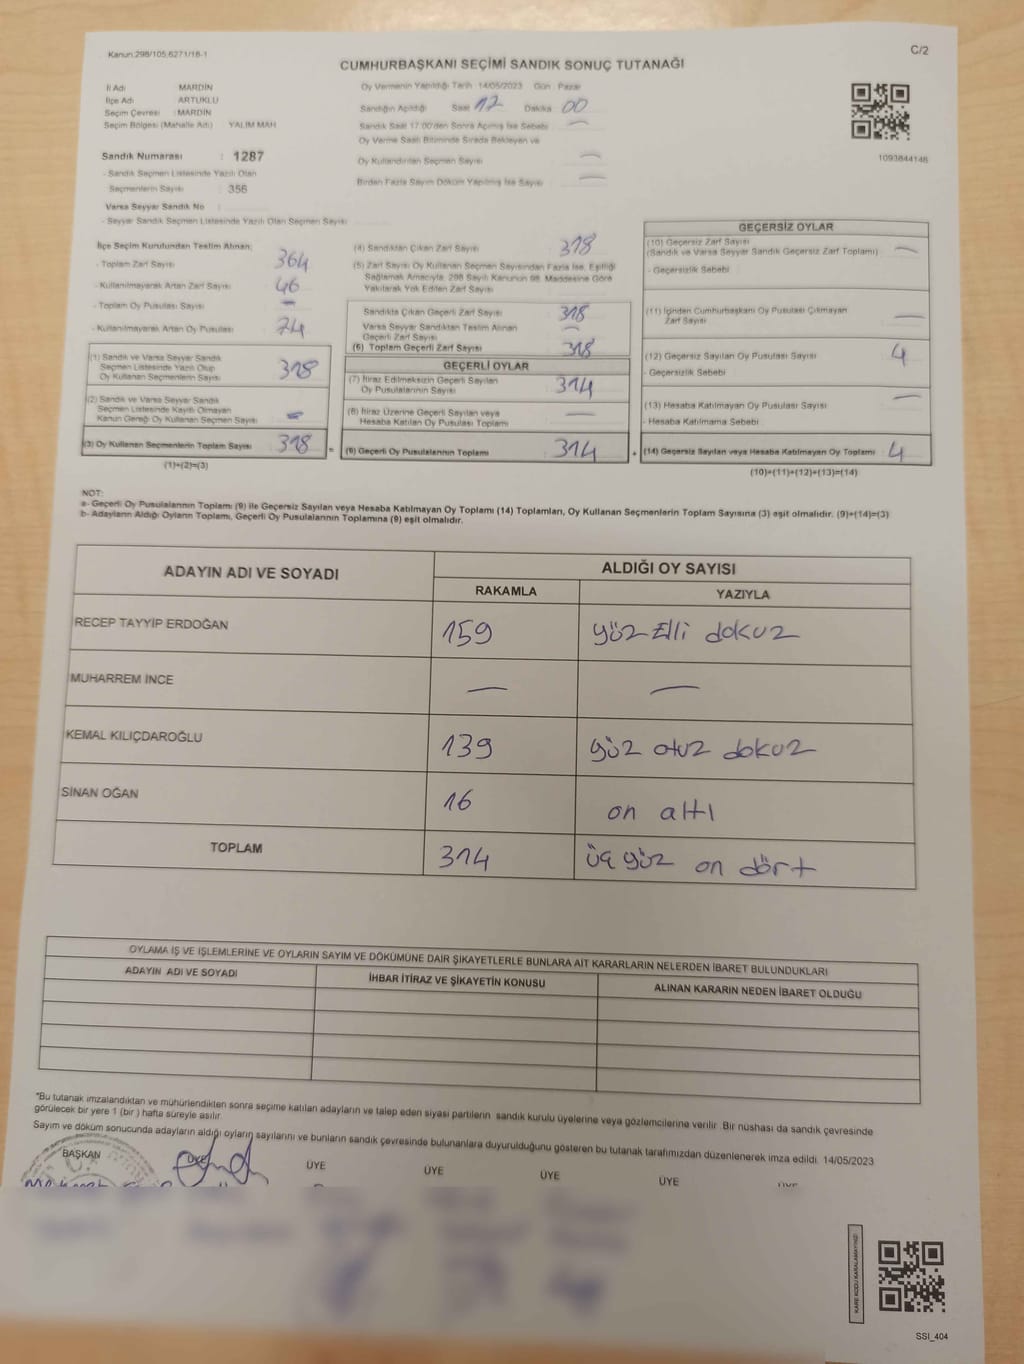 Kanun:298/105,6271/18-1
C/2
CUMHURBAŞKANI SEÇİMİ SANDIK SONUÇ TUTANAĞI
İl Adı : MARDİN
İlçe Adı : ARTUKLU
Seçim Çevresi : MARDİN
Seçim Bölgesi (Mahalle Adı) : YALIM MAH
Sandık Numarası : 1287
- Sandık Seçmen Listesinde Yazılı Olan
Seçmenlerin Sayısı : 356
Varsa Seyyar Sandık No :
- Seyyar Sandık Seçmen Listesinde Yazılı Olan Seçmen Sayısı :
Oy Vermenin Yapıldığı Tarih : 14/05/2023 Gün : Pazar
Sandığın Açıldığı Saat 17 Dakika 00
Sandık Saat 17:00'den Sonra Açılmış İse Sebebi : —
Oy Verme Saati Bitiminde Sırada Bekleyen ve
Oy Kullandırılan Seçmen Sayısı : —
Birden Fazla Sayım Döküm Yapılmış İse Sayısı : —
1093844146
İlçe Seçim Kurulundan Teslim Alınan:
- Toplam Zarf Sayısı : 364
- Kullanılmayarak Artan Zarf Sayısı : 46
- Toplam Oy Pusulası Sayısı : —
- Kullanılmayarak Artan Oy Pusulası :
(1) Sandık ve Varsa Seyyar Sandık
Seçmen Listesinde Yazılı Olup
Oy Kullanan Seçmenlerin Sayısı : 318
(2) Sandık ve Varsa Seyyar Sandık
Seçmen Listesinde Kayıtlı Olmayan
Kanun Gereği Oy Kullanan Seçmen Sayısı :
(3) Oy Kullanan Seçmenlerin Toplam Sayısı : 318
(1)+(2)=(3)
(4) Sandıktan Çıkan Zarf Sayısı : 318
(5) Zarf Sayısı Oy Kullanan Seçmen Sayısından Fazla İse, Eşitliği
Sağlamak Amacıyla, 298 Sayılı Kanunun 98. Maddesine Göre
Yakılarak Yok Edilen Zarf Sayısı :
Sandıkta Çıkan Geçerli Zarf Sayısı : 318
Varsa Seyyar Sandıktan Teslim Alınan
Geçerli Zarf Sayısı : —
(6) Toplam Geçerli Zarf Sayısı : 318
GEÇERLİ OYLAR
(7) İtiraz Edilmeksizin Geçerli Sayılan
Oy Pusulalarının Sayısı : 314
(8) İtiraz Üzerine Geçerli Sayılan veya
Hesaba Katılan Oy Pusulası Toplamı : —
(9) Geçerli Oy Pusulalarının Toplamı : 314
GEÇERSİZ OYLAR
(10) Geçersiz Zarf Sayısı
(Sandık ve Varsa Seyyar Sandık Geçersiz Zarf Toplamı) : —
- Geçersizlik Sebebi :
(11) İçinden Cumhurbaşkanı Oy Pusulası Çıkmayan
Zarf Sayısı : —
(12) Geçersiz Sayılan Oy Pusulası Sayısı : 4
- Geçersizlik Sebebi :
(13) Hesaba Katılmayan Oy Pusulası Sayısı : —
- Hesaba Katılmama Sebebi :
(14) Geçersiz Sayılan veya Hesaba Katılmayan Oy Toplamı : 4
(10)+(11)+(12)+(13)=(14)
NOT:
a- Geçerli Oy Pusulalarının Toplamı (9) ile Geçersiz Sayılan veya Hesaba Katılmayan Oy Toplamı (14) Toplamları, Oy Kullanan Seçmenlerin Toplam Sayısına (3) eşit olmalıdır. (9)+(14)=(3)
b- Adayların Aldığı Oyların Toplamı, Geçerli Oy Pusulalarının Toplamına (9) eşit olmalıdır.
ADAYIN ADI VE SOYADI ALDIĞI OY SAYISI
RAKAMLA YAZIYLA
RECEP TAYYİP ERDOĞAN 159 yüz Elli dokuz
MUHARREM İNCE — —
KEMAL KILIÇDAROĞLU 139 yüz otuz dokuz
SİNAN OĞAN 16 on altı
TOPLAM 314 üç yüz on dört
OYLAMA İŞ VE İŞLEMLERİNE VE OYLARIN SAYIM VE DÖKÜMÜNE DAİR ŞİKAYETLERLE BUNLARA AİT KARARLARIN NELERDEN İBARET BULUNDUKLARI
ADAYIN ADI VE SOYADI İHBAR İTİRAZ VE ŞİKAYETİN KONUSU ALINAN KARARIN NEDEN İBARET OLDUĞU
"Bu tutanak imzalandıktan ve mühürlendikten sonra seçime katılan adayların ve talep eden siyasi partilerin sandık kurulu üyelerine veya gözlemcilerine verilir. Bir nüshası da sandık çevresinde
görülecek bir yere 1 (bir) hafta süreyle asılır.
Sayım ve döküm sonucunda adayların aldığı oyların sayılarını ve bunların sandık çevresinde bulunanlara duyurulduğunu gösteren bu tutanak tarafımızdan düzenlenerek imza edildi. 14/05/2023
BAŞKAN ÜYE ÜYE ÜYE ÜYE ÜYE ÜYE
KARE KODU KARALAMAYINIZ!
SSI_404